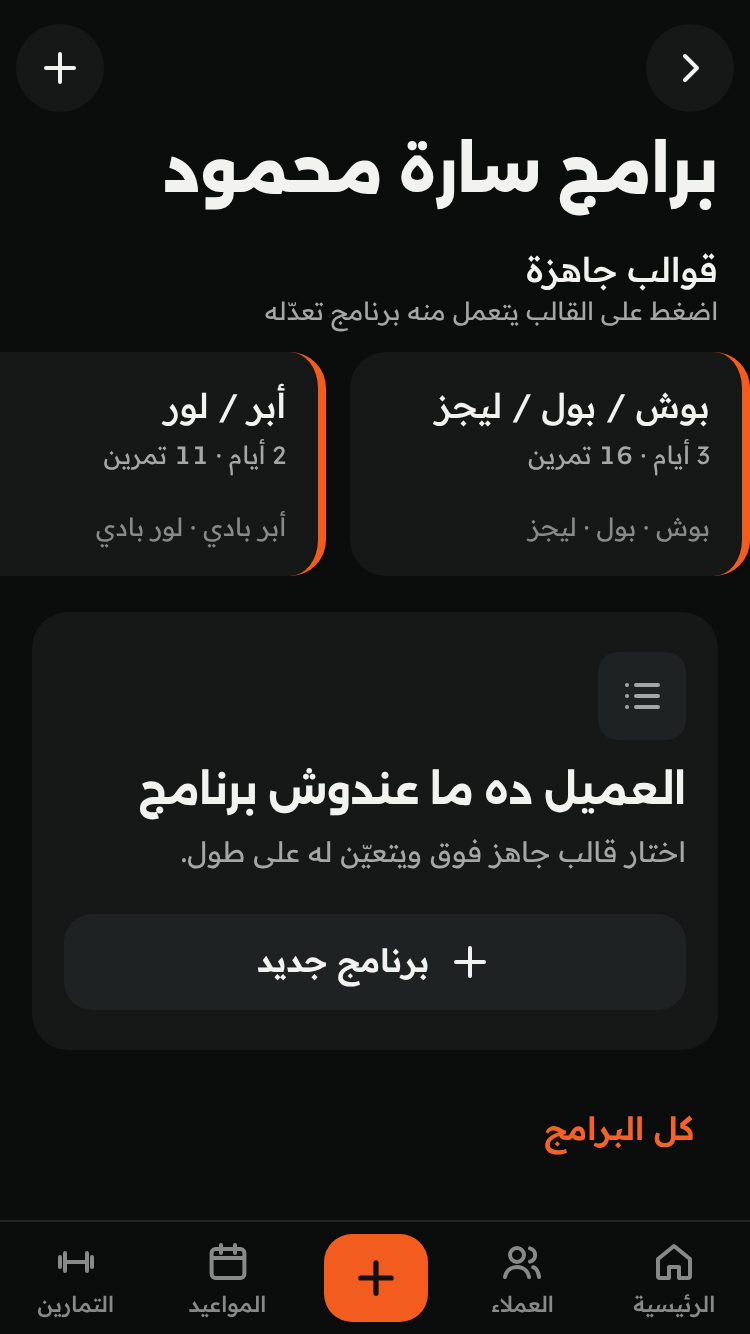 برامج سارة محمود
قوالب جاهزة
اضغط على القالب يتعمل منه برنامج تعدّله
بوش / بول / ليجز
3 أيام · 16 تمرين
بوش · بول · ليجز
أبر / لور
2 أيام · 11 تمرين
أبر بادي · لور بادي
العميل ده ما عندوش برنامج
اختار قالب جاهز فوق ويتعيّن له على طول.
برنامج جديد
كل البرامج
الرئيسية
العملاء
المواعيد
التمارين